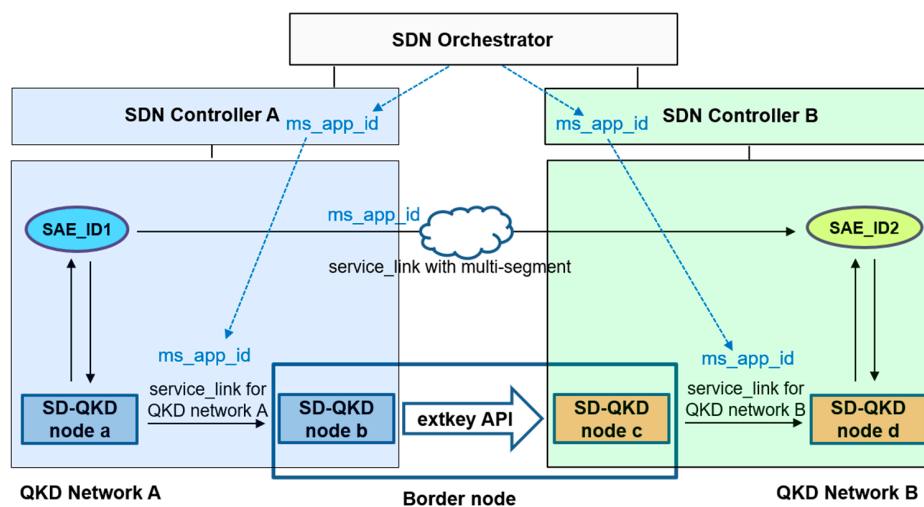 SDN Orchestrator
SDN Controller A
ms_app_id
ms_app_id
SDN Controller B
SAE_ID1
ms_app_id
service_link with multi-segment
SAE_ID2
ms_app_id
service_link for
QKD network A
ms_app_id
service_link for
QKD network B
SD-QKD
node a
SD-QKD
node b
extkey API
SD-QKD
node c
SD-QKD
node d
QKD Network A
Border node
QKD Network B